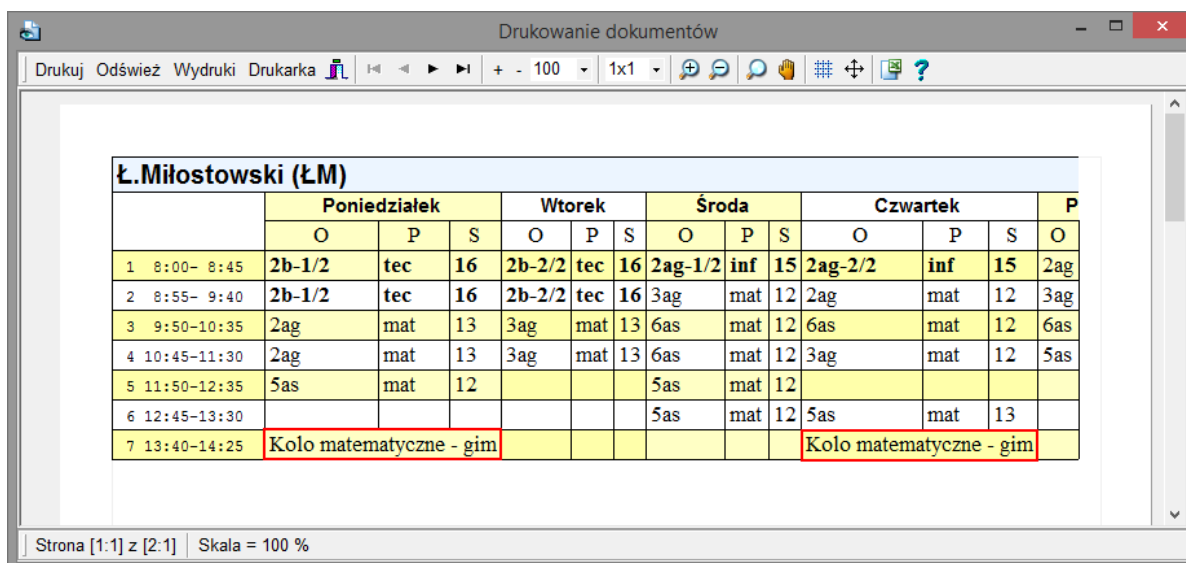 Drukowanie dokumentów
Drukuj Odśwież Wydruki Drukarka + - 100 1x1 ?
Ł.Miłostowski (ŁM)
Poniedziałek Wtorek Środa Czwartek P
O P S O P S O P S O P S O
1 8:00- 8:45 2b-1/2 tec 16 2b-2/2 tec 16 2ag-1/2 inf 15 2ag-2/2 inf 15 2ag
2 8:55- 9:40 2b-1/2 tec 16 2b-2/2 tec 16 3ag mat 12 2ag mat 12 3ag
3 9:50-10:35 2ag mat 13 3ag mat 13 6as mat 12 6as mat 12 6as
4 10:45-11:30 2ag mat 13 3ag mat 13 6as mat 12 3ag mat 12 5as
5 11:50-12:35 5as mat 12 5as mat 12
6 12:45-13:30 5as mat 12 5as mat 13
7 13:40-14:25 Kolo matematyczne - gim Kolo matematyczne - gim
Strona [1:1] z [2:1] Skala = 100 %